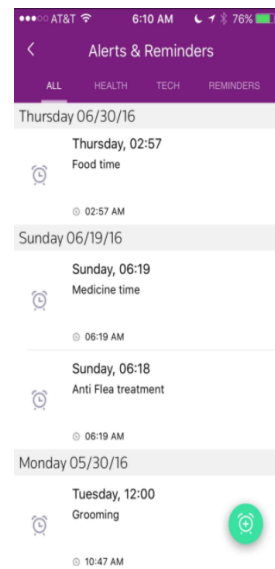 AT&T 6:10 AM 76%
Alerts & Reminders
ALL HEALTH TECH REMINDERS
Thursday 06/30/16
Thursday, 02:57
Food time
02:57 AM
Sunday 06/19/16
Sunday, 06:19
Medicine time
06:19 AM
Sunday, 06:18
Anti Flea treatment
06:19 AM
Monday 05/30/16
Tuesday, 12:00
Grooming
10:47 AM